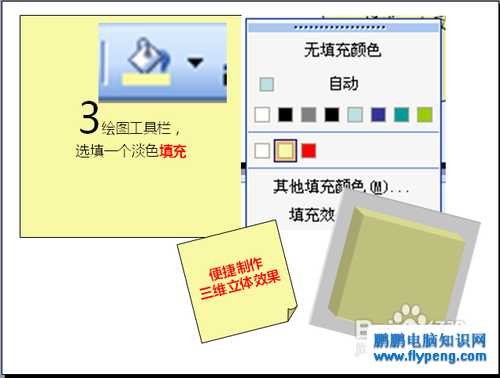 3绘图工具栏，
选填一个淡色填充
无填充颜色
自动
其他填充颜色(M)...
填充效
便捷制作
三维立体效果
鹏鹏电脑知识网
www.flypeng.com